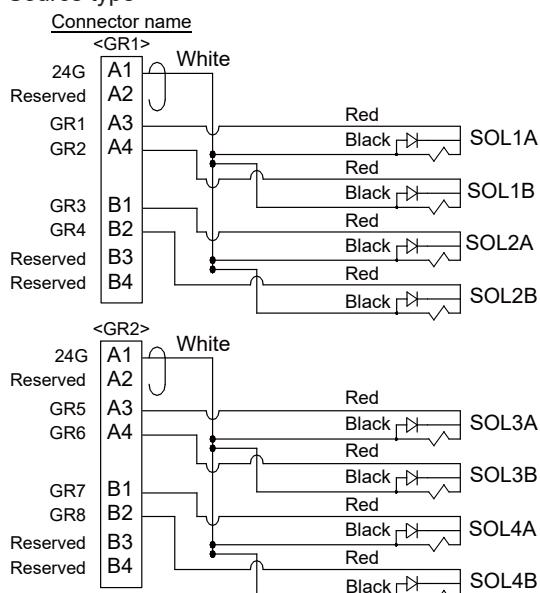 Connector name
<GR1>
White
24G A1
Reserved A2
GR1 A3 Red
Black SOL1A
GR2 A4 Red
Black SOL1B
GR3 B1 Red
GR4 B2 Black SOL2A
Reserved B3 Red
Reserved B4 Black SOL2B
<GR2>
White
24G A1
Reserved A2
GR5 A3 Red
Black SOL3A
GR6 A4 Red
Black SOL3B
GR7 B1 Red
GR8 B2 Black SOL4A
Reserved B3 Red
Reserved B4 Black SOL4B